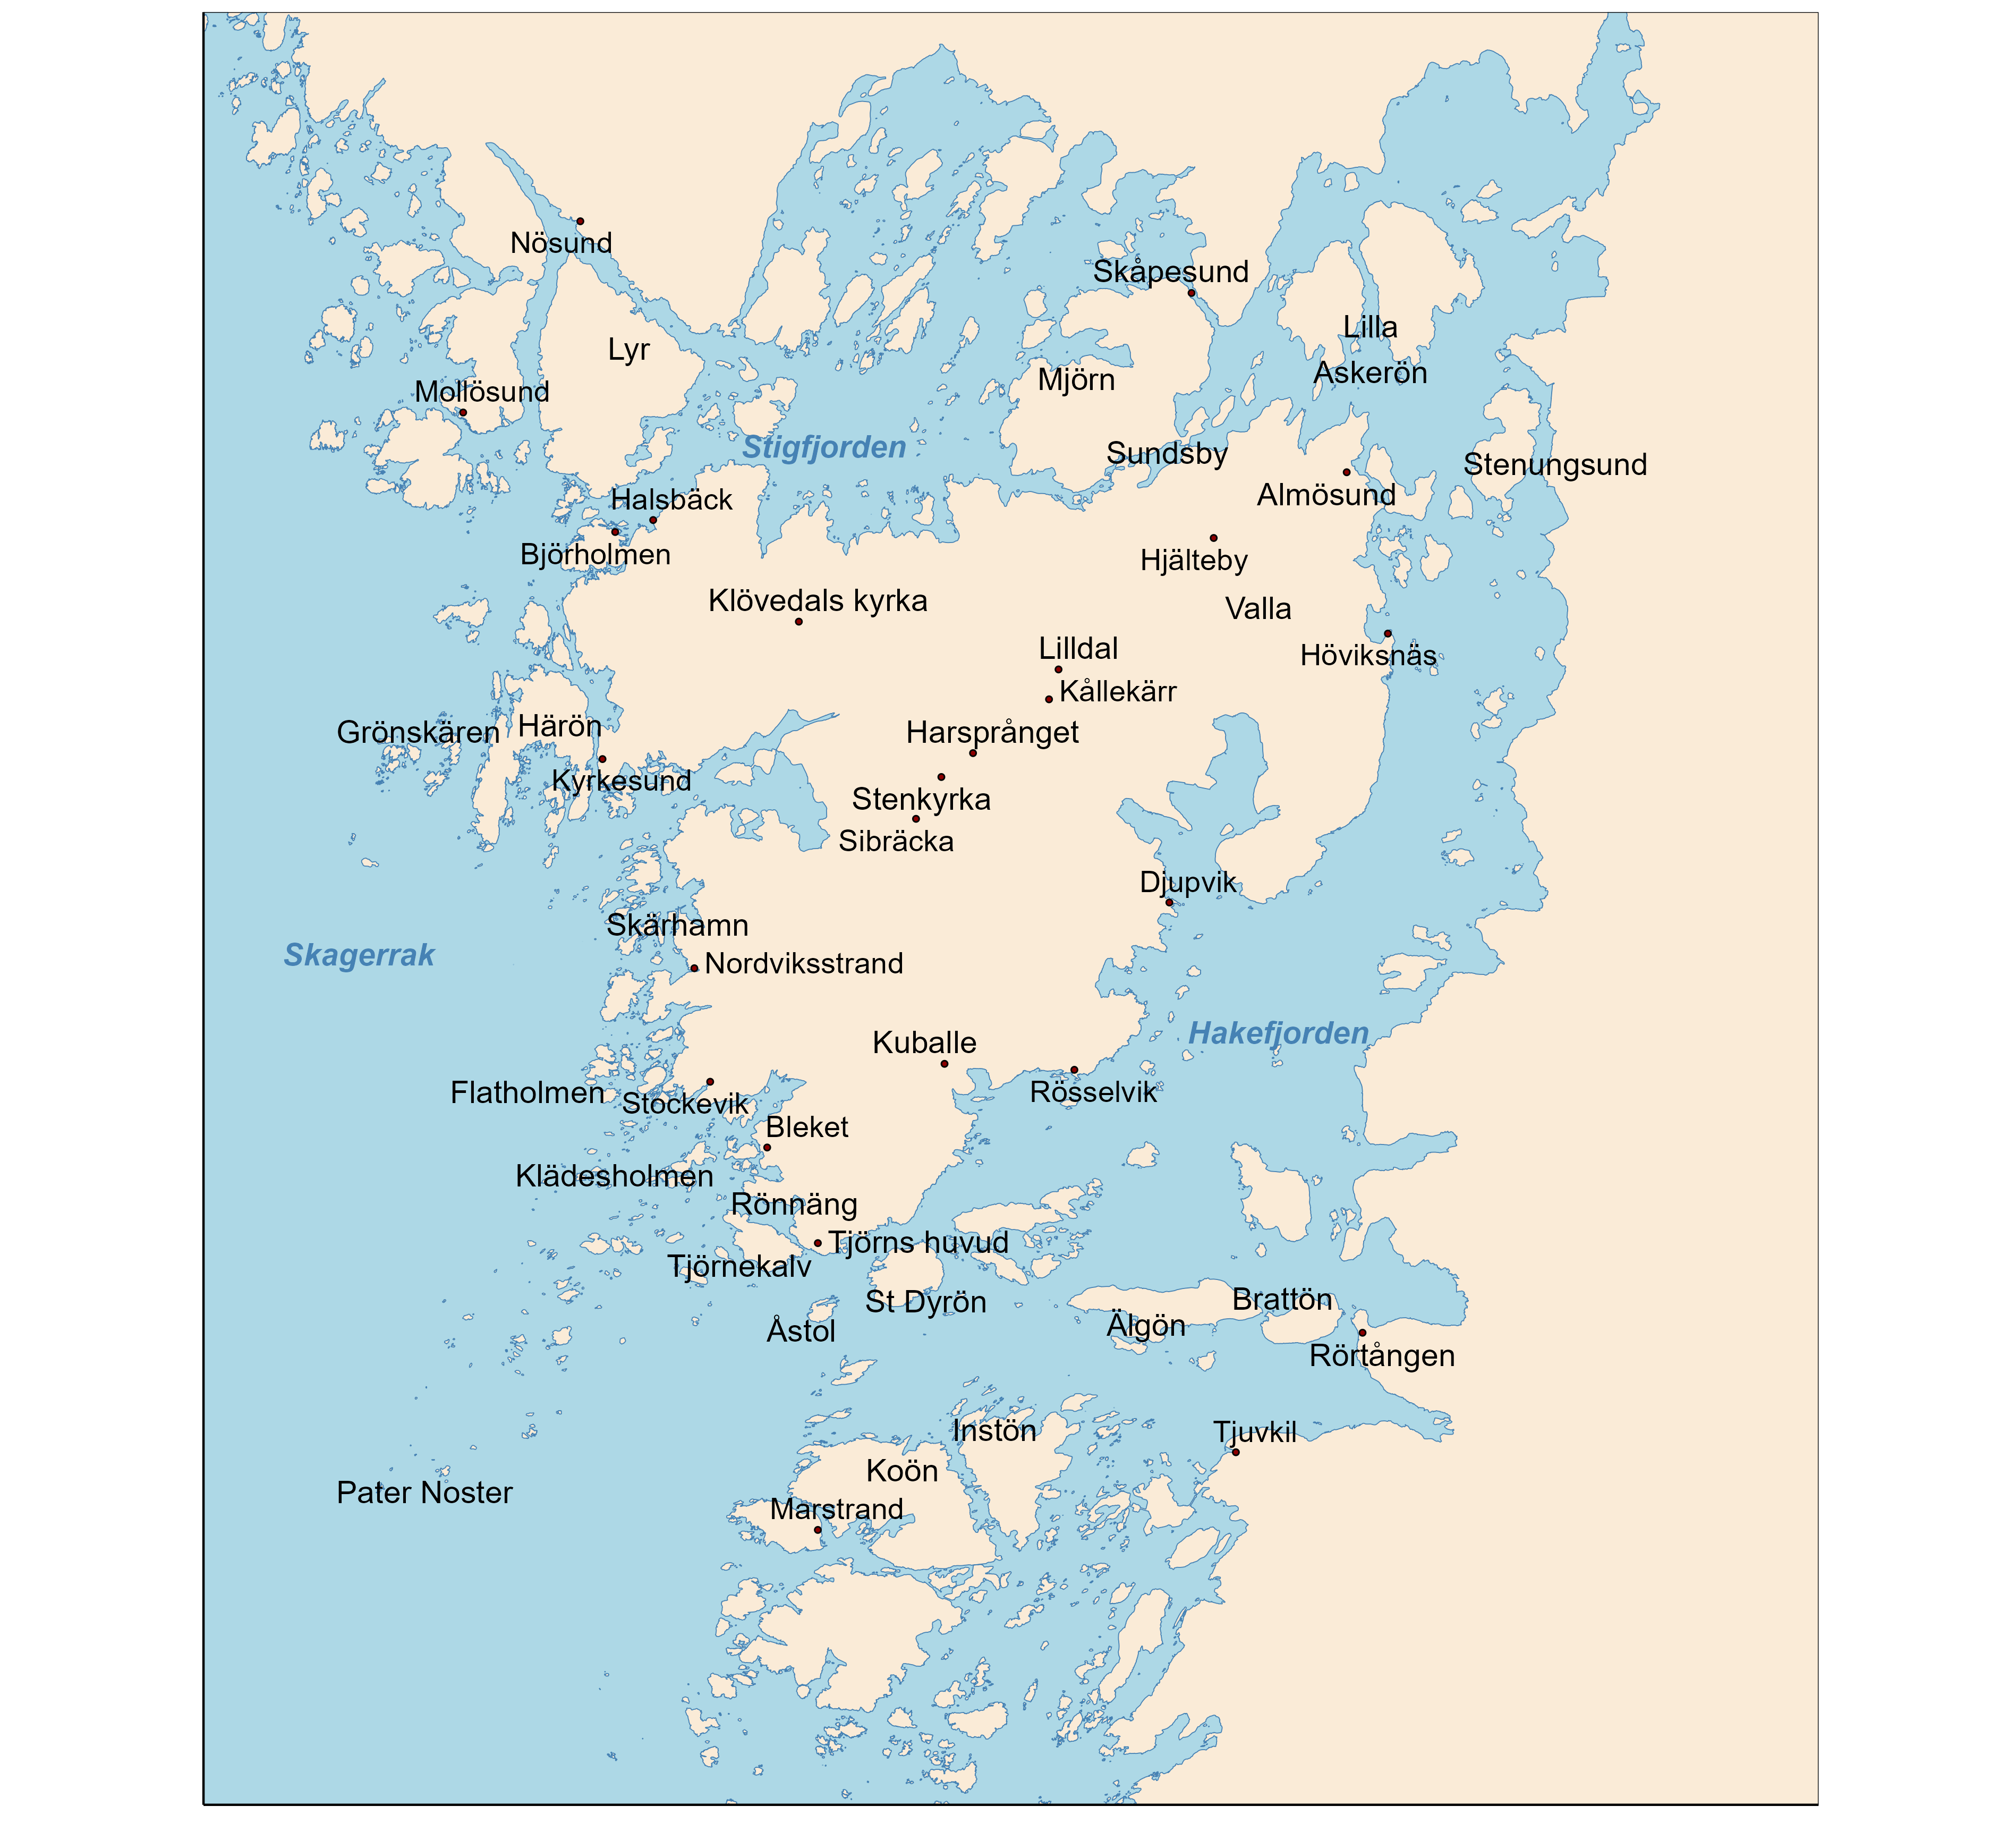 Nösund
Skåpesund
Lilla
Askerön
Lyr
Mjörn
Mollösund
Stigfjorden
Sundsby
Stenungsund
Almösund
Halsbäck
Björholmen
Hjälteby
Klövedals kyrka
Valla
Lilldal
Höviksnäs
Kållekärr
Grönskären
Härön
Harsprånget
Kyrkesund
Stenkyrka
Sibräcka
Djupvik
Skärhamn
Skagerrak
Nordviksstrand
Hakefjorden
Kuballe
Flatholmen
Stockevik
Rösselvik
Bleket
Klädesholmen
Rönnäng
Tjörns huvud
Tjörnekalv
St Dyrön
Brattön
Åstol
Älgön
Rörtången
Instön
Tjuvkil
Koön
Pater Noster
Marstrand